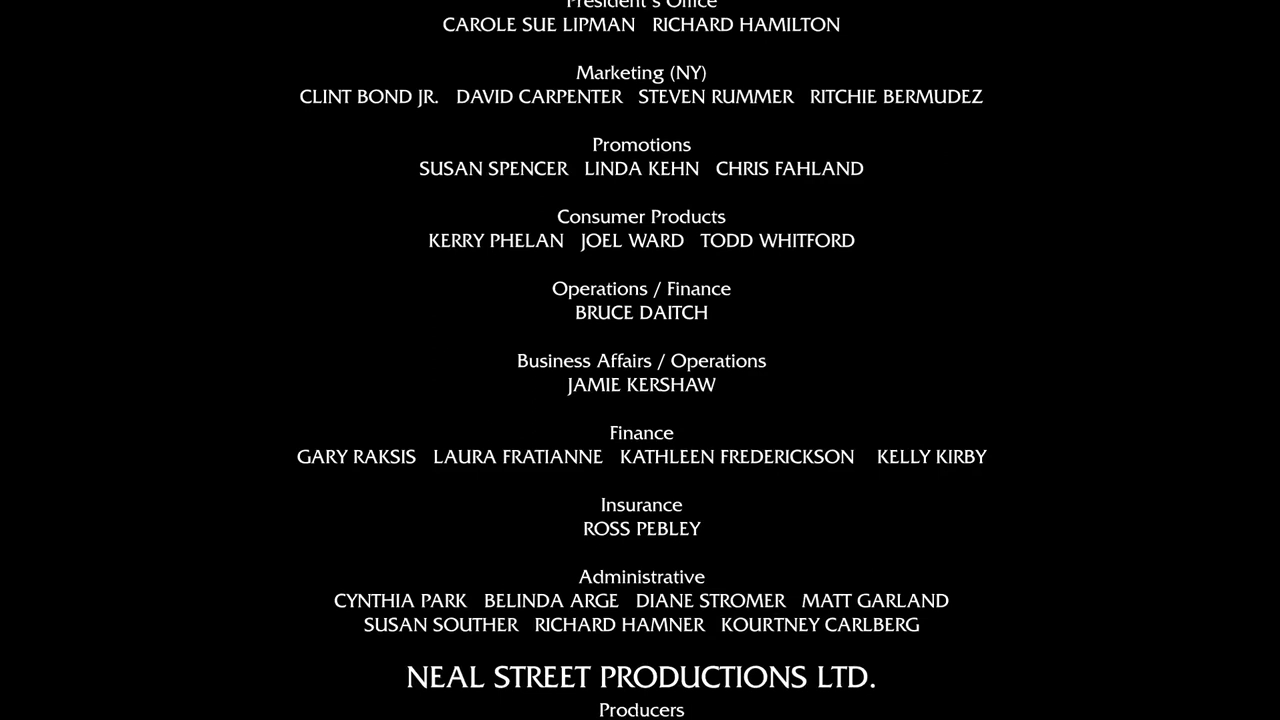 President's Office
CAROLE SUE LIPMAN RICHARD HAMILTON
Marketing (NY)
CLINT BOND JR. DAVID CARPENTER STEVEN RUMMER RITCHIE BERMUDEZ
Promotions
SUSAN SPENCER LINDA KEHN CHRIS FAHLAND
Consumer Products
KERRY PHELAN JOEL WARD TODD WHITFORD
Operations / Finance
BRUCE DAITCH
Business Affairs / Operations
JAMIE KERSHAW
Finance
GARY RAKSIS LAURA FRATIANNE KATHLEEN FREDERICKSON KELLY KIRBY
Insurance
ROSS PEBLEY
Administrative
CYNTHIA PARK BELINDA ARGE DIANE STROMER MATT GARLAND
SUSAN SOUTHER RICHARD HAMNER KOURTNEY CARLBERG
NEAL STREET PRODUCTIONS LTD.
Producers